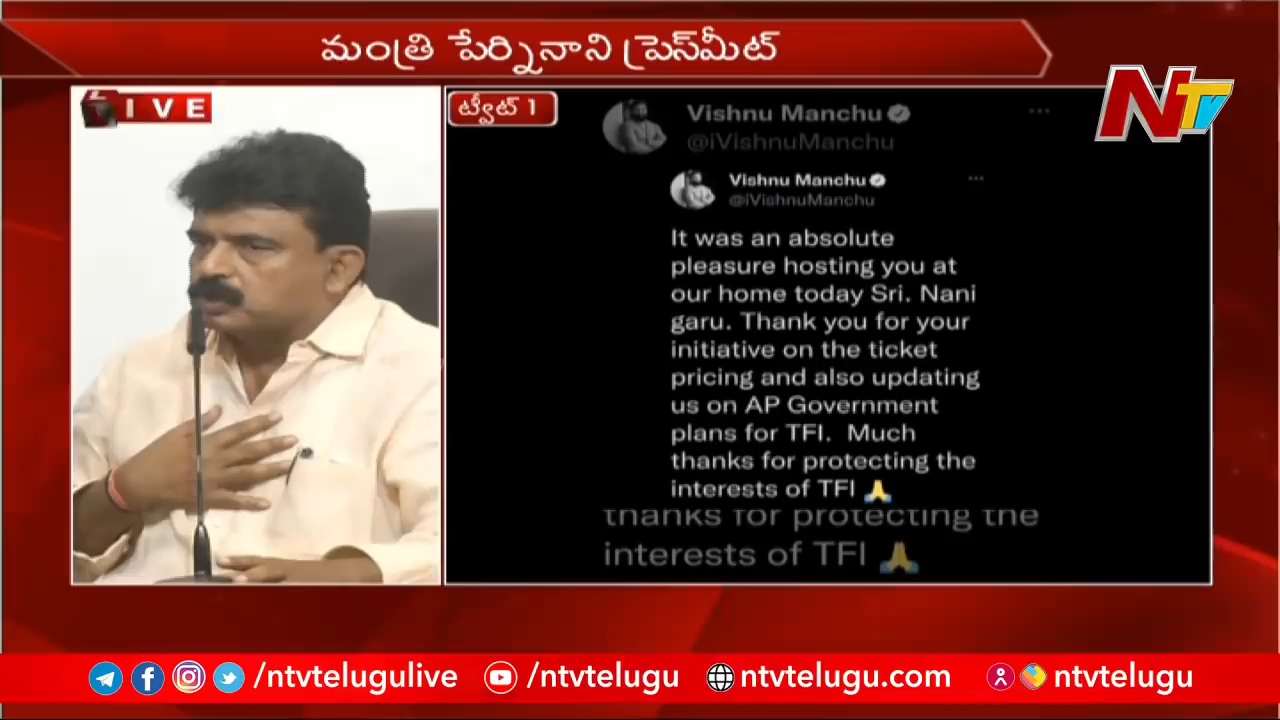 మంత్రి పేర్నినాని ప్రెస్‌మీట్
LIVE
ట్వీట్ 1
NTV
Vishnu Manchu
@iVishnuManchu
Vishnu Manchu
@iVishnuManchu
It was an absolute
pleasure hosting you at
our home today Sri. Nani
garu. Thank you for your
initiative on the ticket
pricing and also updating
us on AP Government
plans for TFI. Much
thanks for protecting the
interests of TFI 🙏
thanks for protecting the
interests of TFI 🙏
/ntvtelugulive /ntvtelugu ntvtelugu.com ntvtelugu